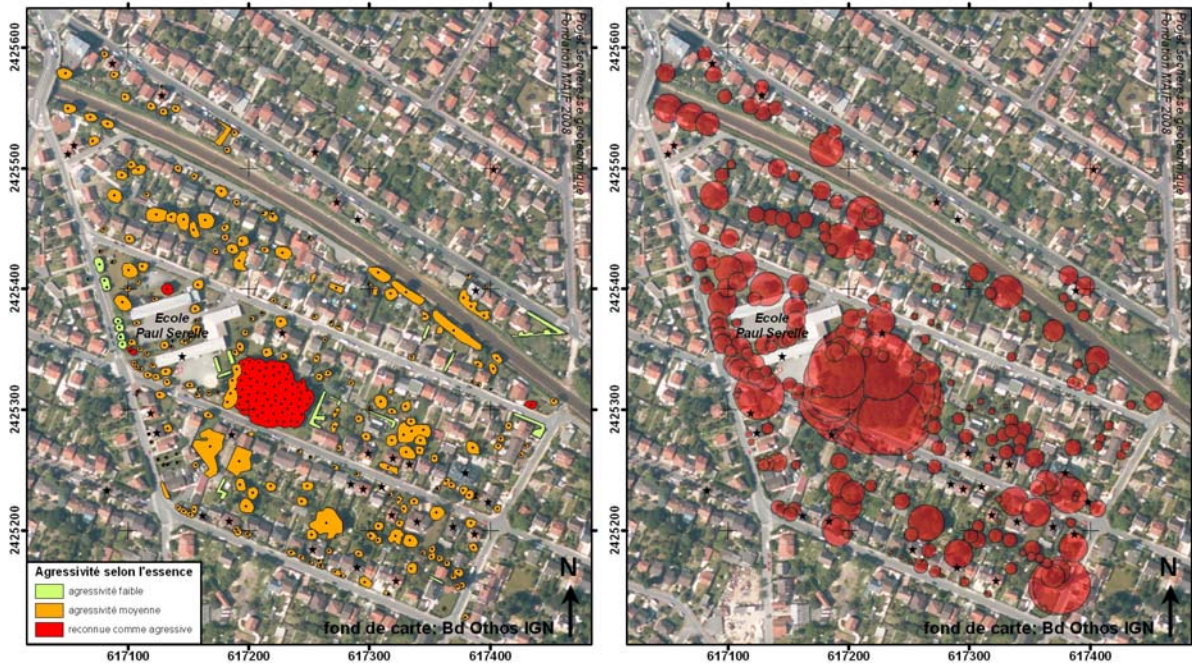 2425600
2425500
2425400
2425300
2425200
Projet Sécheresse géotechnique
Fondation MAIF 2008
Ecole
Paul Serelle
Agressivité selon l'essence
agressivité faible
agressivité moyenne
reconnue comme agressive
N
fond de carte: Bd Othos IGN
617100
617200
617300
617400
2425600
2425500
2425400
2425300
2425200
Projet Sécheresse géotechnique
Fondation MAIF 2008
Ecole
Paul Serelle
N
fond de carte: Bd Othos IGN
617100
617200
617300
617400